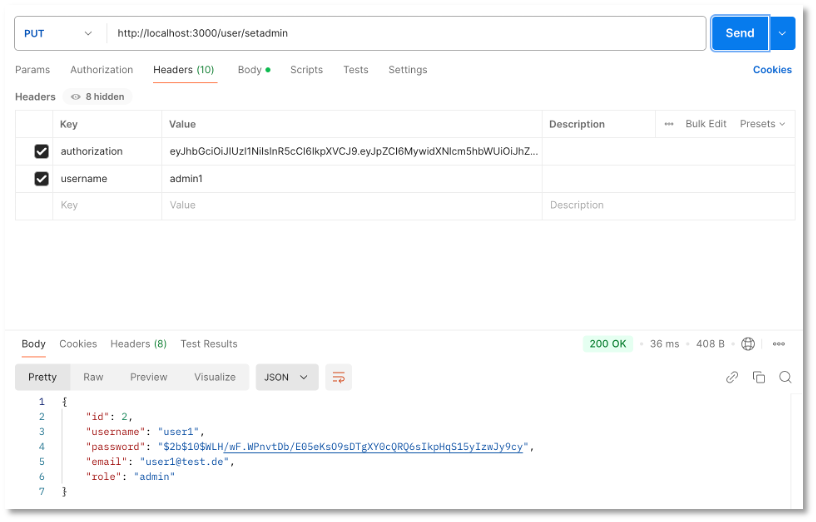 PUT http://localhost:3000/user/setadmin Send
Params Authorization Headers (10) Body Scripts Tests Settings Cookies
Headers 8 hidden
Key Value Description Bulk Edit Presets
authorization eyJhbGciOiJIUzI1NiIsInR5cCI6IkpXVCJ9.eyJpZCI6MywidXNlcm5hbWUiOiJhZ...
username admin1
Key Value Description
Body Cookies Headers (8) Test Results 200 OK 36 ms 408 B
Pretty Raw Preview Visualize JSON
1 {
2 "id": 2,
3 "username": "user1",
4 "password": "$2b$10$WLH/wF.WPnvtDb/E05eKsO9sDTgXY0cQRQ6sIkpHqS15yIzwJy9cy",
5 "email": "user1@test.de",
6 "role": "admin"
7 }